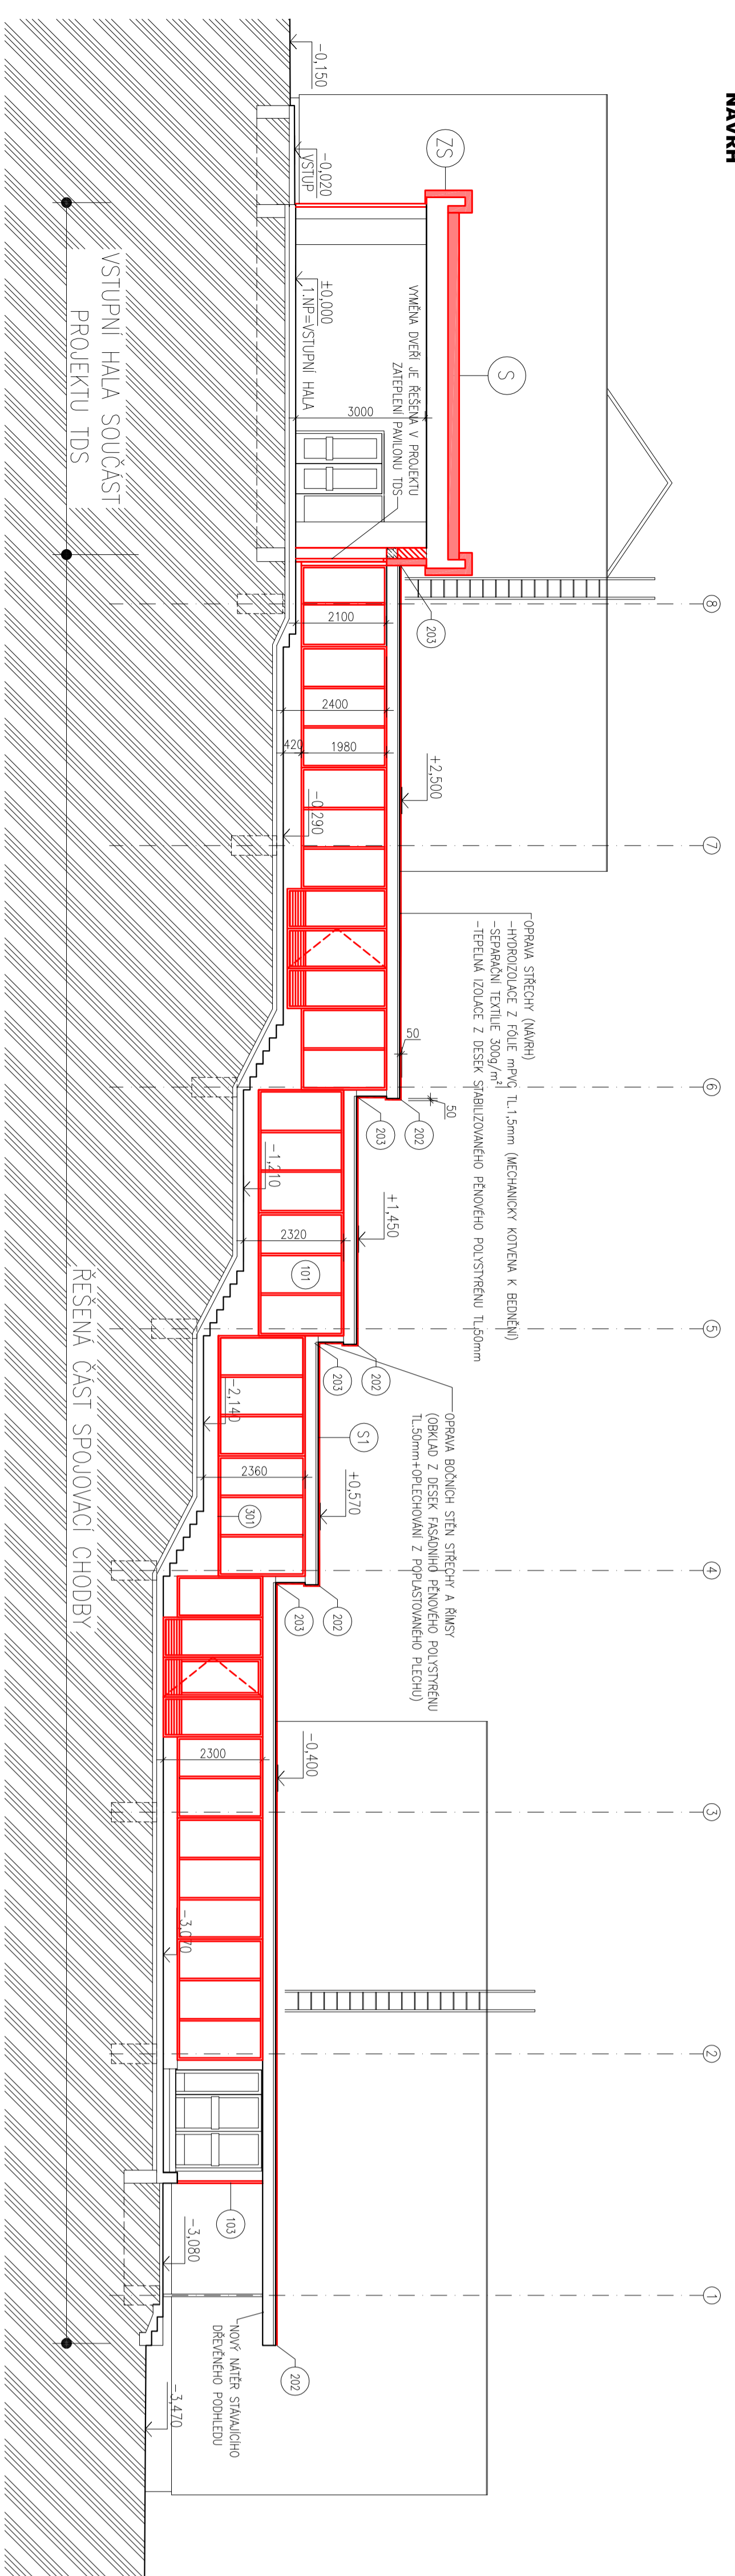 NÁVRH
-0,150
-0,020
VSTUP
ZS
±0,000
1.NP=VSTUPNÍ HALA
S
VÝMĚNA DVEŘÍ JE ŘEŠENA V PROJEKTU
ZATEPLENÍ PAVILONU TDS
3000
VSTUPNÍ HALA SOUČÁST
PROJEKTU TDS
8
203
2100
2400
420
1980
+2,500
-0,290
7
OPRAVA STŘECHY (NÁVRH)
-HYDROIZOLACE Z FÓLIE mPVC TL.1,5mm (MECHANICKY KOTVENA K BEDNĚNÍ)
-SEPARAČNÍ TEXTÍLIE 300g/m²
-TEPELNÁ IZOLACE Z DESEK STABILIZOVANÉHO PĚNOVÉHO POLYSTYRÉNU TL.50mm
50
6
50
202
203
-1,210
+1,450
2320
101
ŘEŠENÁ ČÁST SPOJOVACÍ CHODBY
5
202
203
OPRAVA BOČNÍCH STĚN STŘECHY A ŘÍMSY
(OBKLAD Z DESEK FASÁDNÍHO PĚNOVÉHO POLYSTYRÉNU
TL.50mm+OPLECHOVÁNÍ Z POPLASTOVANÉHO PLECHU)
-2,140
S1
+0,570
2360
301
4
202
203
2300
-0,400
3
-3,070
2
103
-3,080
1
NOVÝ NÁTĚR STÁVAJÍCÍHO
DŘEVĚNÉHO PODHLEDU
202
-3,470